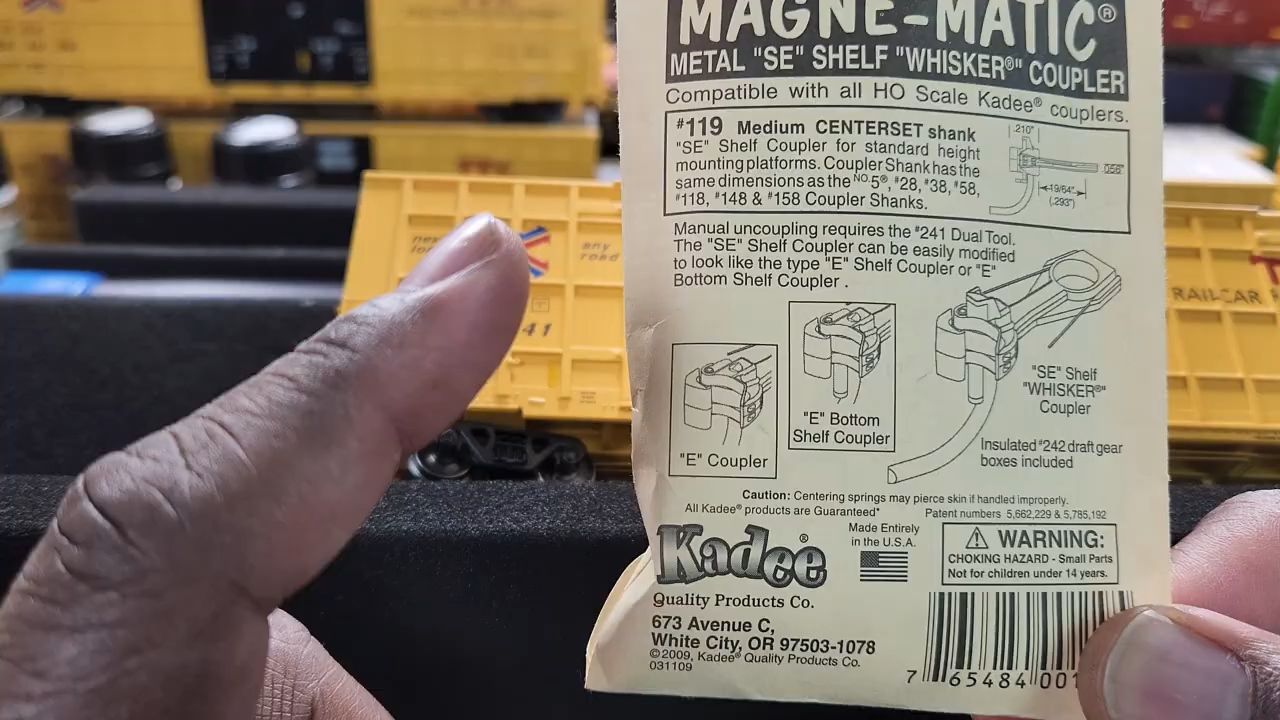 MAGNE-MATIC®
METAL "SE" SHELF "WHISKER®" COUPLER
Compatible with all HO Scale Kadee® couplers.
#119 Medium CENTERSET shank
"SE" Shelf Coupler for standard height
mounting platforms. Coupler Shank has the
same dimensions as the NO.5®, #28, #38, #58,
#118, #148 & #158 Coupler Shanks.
.210"
.056"
19/64"
(.293")
Manual uncoupling requires the #241 Dual Tool.
The "SE" Shelf Coupler can be easily modified
to look like the type "E" Shelf Coupler or "E"
Bottom Shelf Coupler .
"E" Coupler
"E" Bottom
Shelf Coupler
"SE" Shelf
"WHISKER®"
Coupler
Insulated #242 draft gear
boxes included
Caution: Centering springs may pierce skin if handled improperly.
All Kadee® products are Guaranteed*
Patent numbers 5,662,229 & 5,785,192
Kadee®
Quality Products Co.
Made Entirely
in the U.S.A.
WARNING:
CHOKING HAZARD - Small Parts
Not for children under 14 years.
673 Avenue C,
White City, OR 97503-1078
©2009, Kadee® Quality Products Co.
031109
7 65484 001
any
road
41
RAILCAR